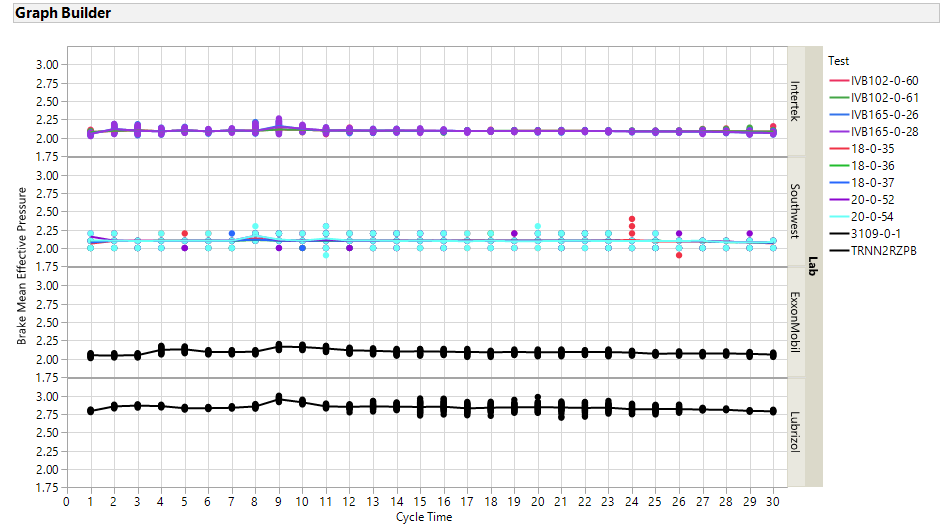 Graph Builder
Test
IVB102-0-60
IVB102-0-61
IVB165-0-26
IVB165-0-28
18-0-35
18-0-36
18-0-37
20-0-52
20-0-54
3109-0-1
TRNN2RZPB
Brake Mean Effective Pressure
3.00
2.75
2.50
2.25
2.00
1.75
Intertek
3.00
2.75
2.50
2.25
2.00
1.75
Southwest
3.00
2.75
2.50
2.25
2.00
1.75
ExxonMobil
3.00
2.75
2.50
2.25
2.00
1.75
Lubrizol
Lab
0 1 2 3 4 5 6 7 8 9 10 11 12 13 14 15 16 17 18 19 20 21 22 23 24 25 26 27 28 29 30
Cycle Time